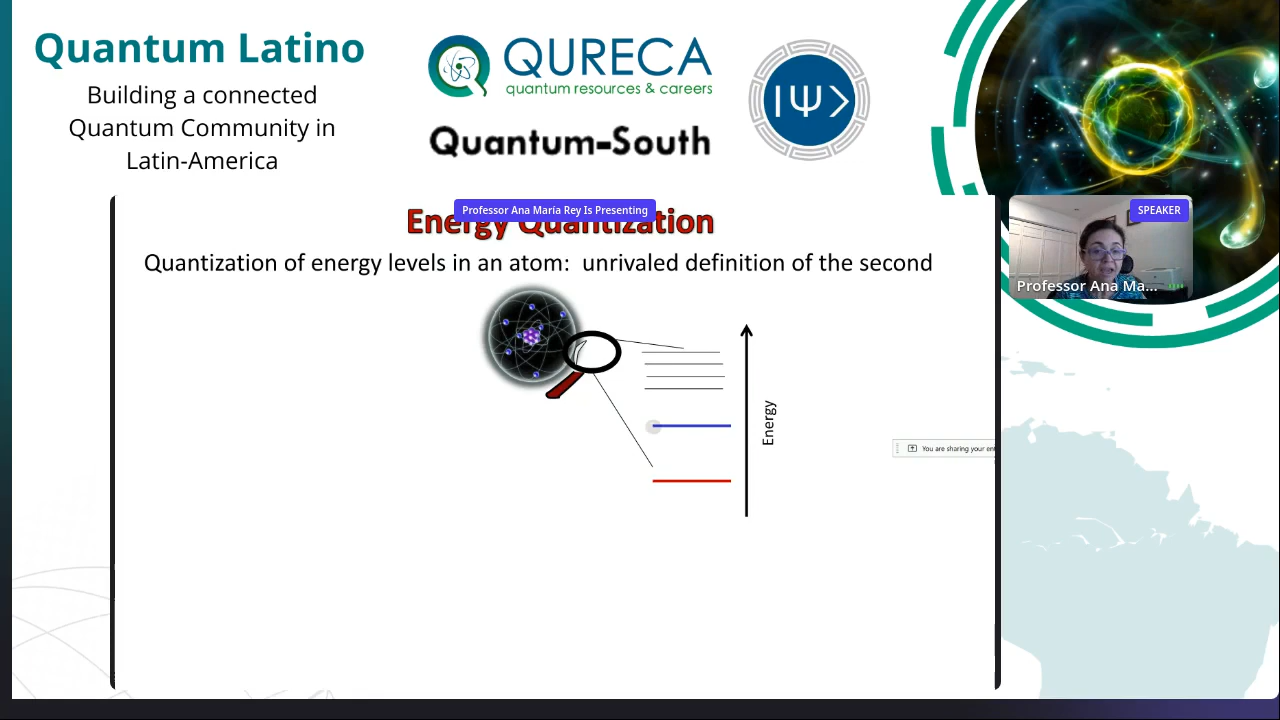 Quantum Latino
Building a connected
Quantum Community in
Latin-America
QURECA
quantum resources & careers
Quantum-South
|Ψ>
Professor Ana María Rey Is Presenting
Energy Quantization
Quantization of energy levels in an atom: unrivaled definition of the second
Energy
You are sharing your ent
SPEAKER
Professor Ana Ma...